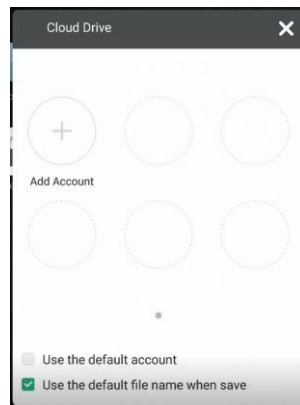 Cloud Drive
Add Account
Use the default account
Use the default file name when save